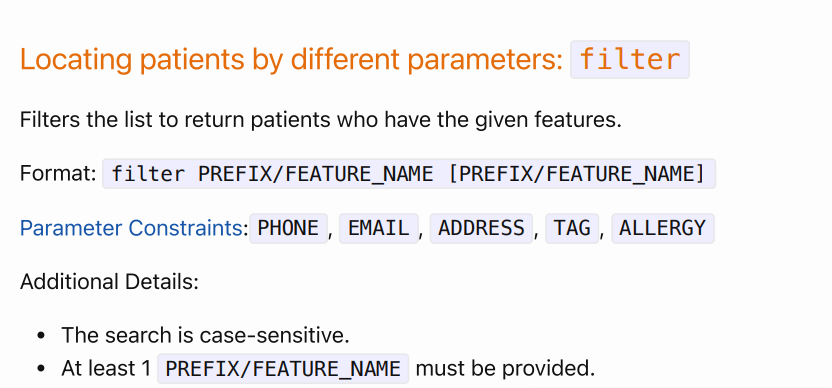 Locating patients by different parameters: filter
Filters the list to return patients who have the given features.
Format: filter PREFIX/FEATURE_NAME [PREFIX/FEATURE_NAME]
Parameter Constraints: PHONE, EMAIL, ADDRESS, TAG, ALLERGY
Additional Details:
• The search is case-sensitive.
• At least 1 PREFIX/FEATURE_NAME must be provided.